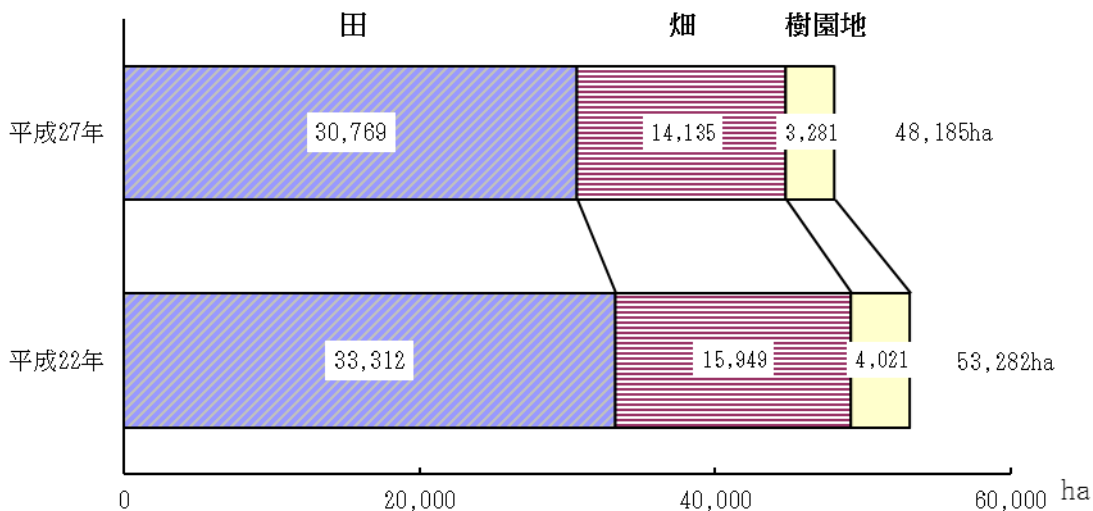 田 畑 樹園地
平成27年 30,769 14,135 3,281 48,185ha
平成22年 33,312 15,949 4,021 53,282ha
0 20,000 40,000 60,000 ha